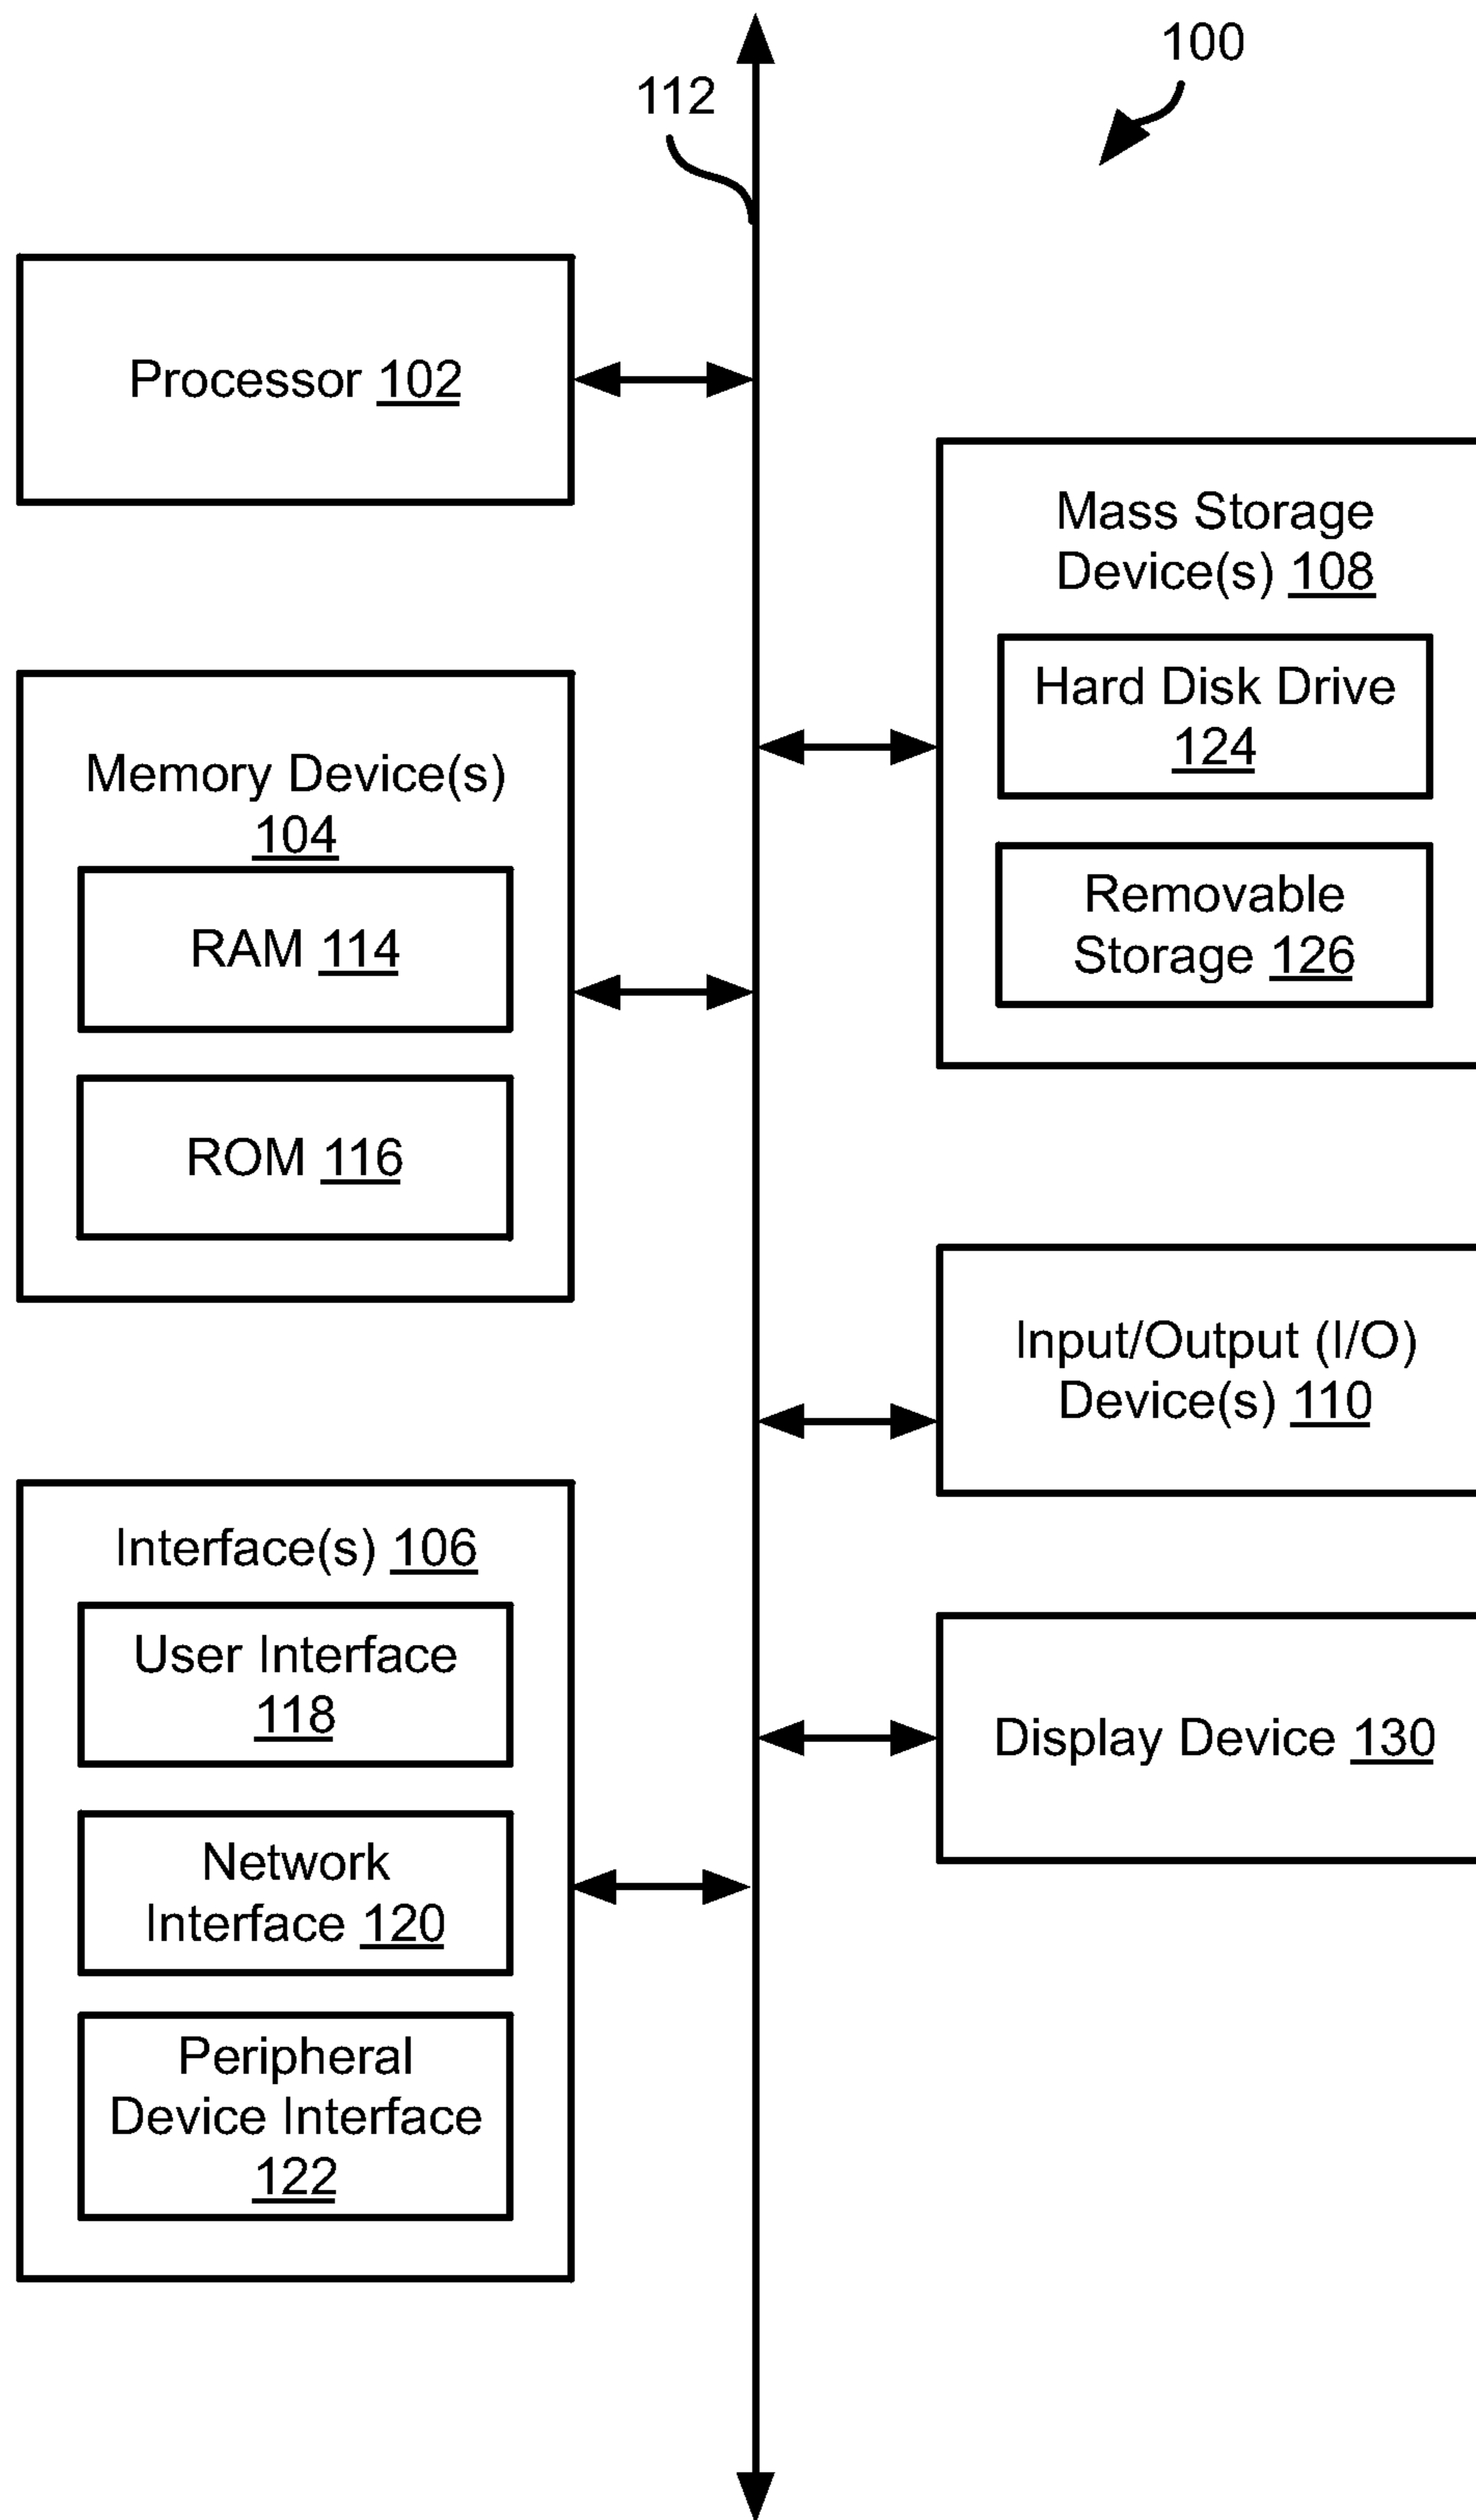 100
112
Processor 102
Mass Storage
Device(s) 108
Hard Disk Drive
124
Removable
Storage 126
Memory Device(s)
104
RAM 114
ROM 116
Input/Output (I/O)
Device(s) 110
Interface(s) 106
User Interface
118
Network
Interface 120
Peripheral
Device Interface
122
Display Device 130